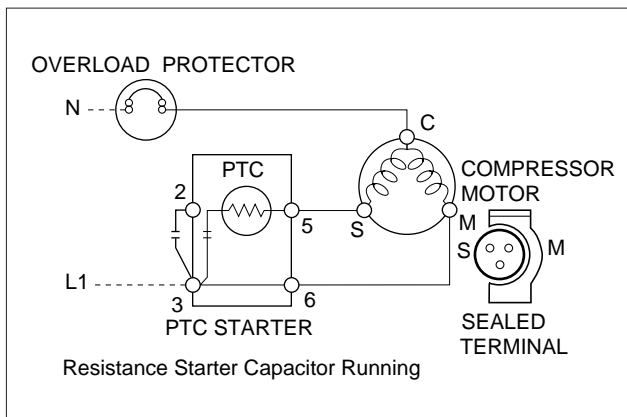 OVERLOAD PROTECTOR
N
C
PTC
COMPRESSOR
MOTOR
2
5
S
M
S
M
L1
3
6
PTC STARTER
SEALED
TERMINAL
Resistance Starter Capacitor Running